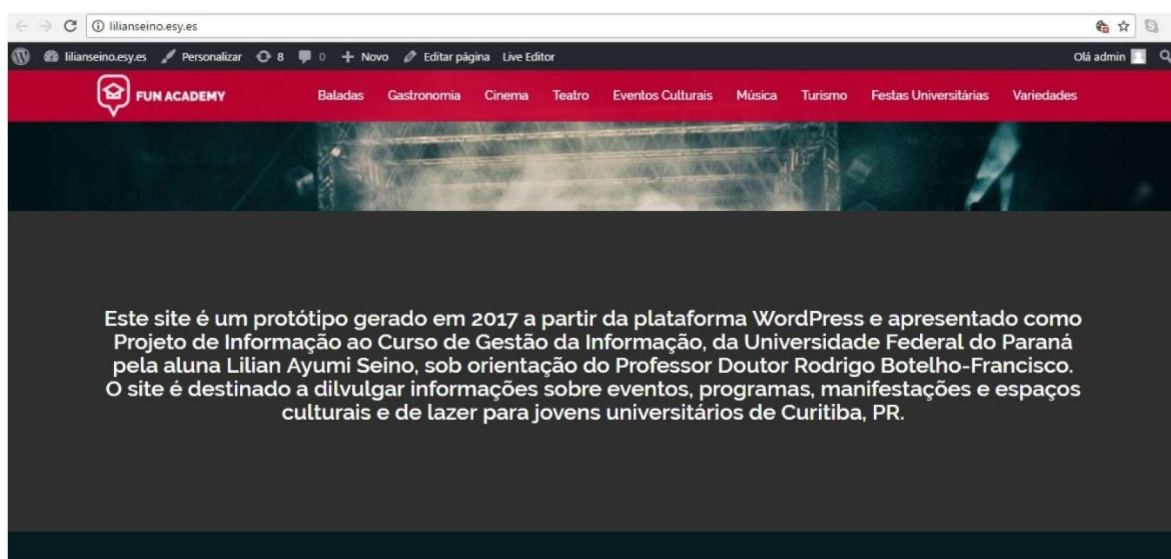 lilianseino.esy.es
lilianseino.esy.es Personalizar 8 0 + Novo Editar página Live Editor Olá admin
FUN ACADEMY Baladas Gastronomia Cinema Teatro Eventos Culturais Música Turismo Festas Universitárias Variedades
Este site é um protótipo gerado em 2017 a partir da plataforma WordPress e apresentado como
Projeto de Informação ao Curso de Gestão da Informação, da Universidade Federal do Paraná
pela aluna Lilian Ayumi Seino, sob orientação do Professor Doutor Rodrigo Botelho-Francisco.
O site é destinado a dilvulgar informações sobre eventos, programas, manifestações e espaços
culturais e de lazer para jovens universitários de Curitiba, PR.